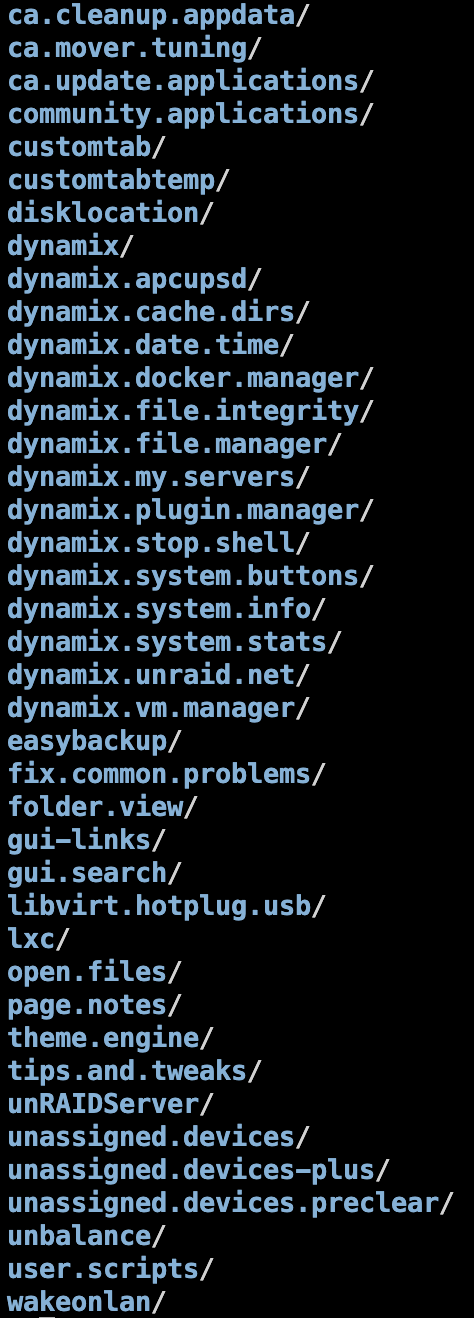 ca.cleanup.appdata/
ca.mover.tuning/
ca.update.applications/
community.applications/
customtab/
customtabtemp/
disklocation/
dynamix/
dynamix.apcupsd/
dynamix.cache.dirs/
dynamix.date.time/
dynamix.docker.manager/
dynamix.file.integrity/
dynamix.file.manager/
dynamix.my.servers/
dynamix.plugin.manager/
dynamix.stop.shell/
dynamix.system.buttons/
dynamix.system.info/
dynamix.system.stats/
dynamix.unraid.net/
dynamix.vm.manager/
easybackup/
fix.common.problems/
folder.view/
gui-links/
gui.search/
libvirt.hotplug.usb/
lxc/
open.files/
page.notes/
theme.engine/
tips.and.tweaks/
unRAIDServer/
unassigned.devices/
unassigned.devices-plus/
unassigned.devices.preclear/
unbalance/
user.scripts/
wakeonlan/